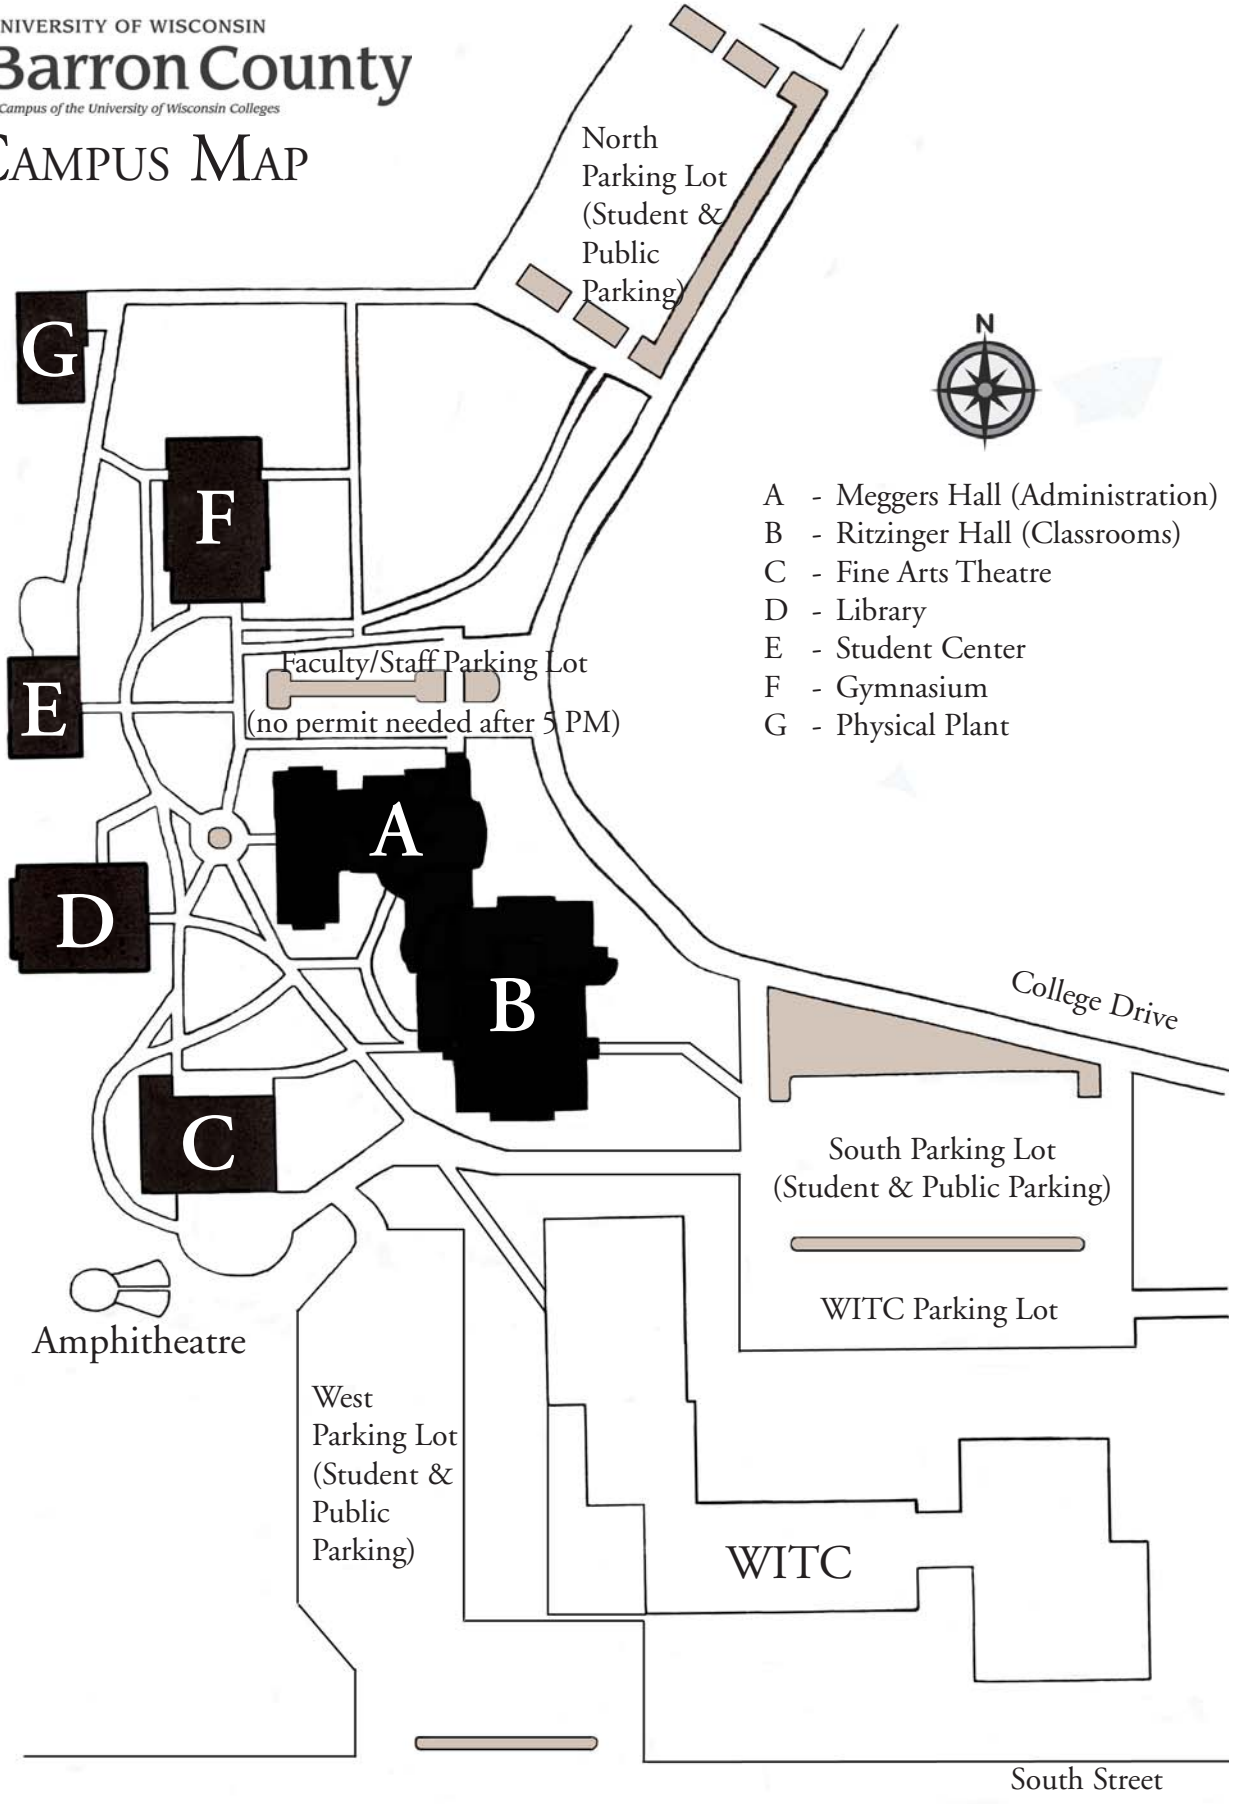 UNIVERSITY OF WISCONSIN
Barron County
Campus of the University of Wisconsin Colleges
CAMPUS MAP
North
Parking Lot
(Student &
Public
Parking)
G
N
F
A - Meggers Hall (Administration)
B - Ritzinger Hall (Classrooms)
C - Fine Arts Theatre
D - Library
E - Student Center
F - Gymnasium
G - Physical Plant
Faculty/Staff Parking Lot
(no permit needed after 5 PM)
E
A
D
B
College Drive
C
South Parking Lot
(Student & Public Parking)
WITC Parking Lot
Amphitheatre
West
Parking Lot
(Student &
Public
Parking)
WITC
South Street